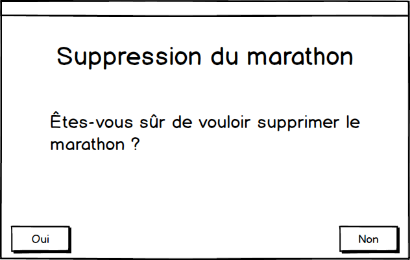 Suppression du marathon
Êtes-vous sûr de vouloir supprimer le
marathon ?
Oui
Non